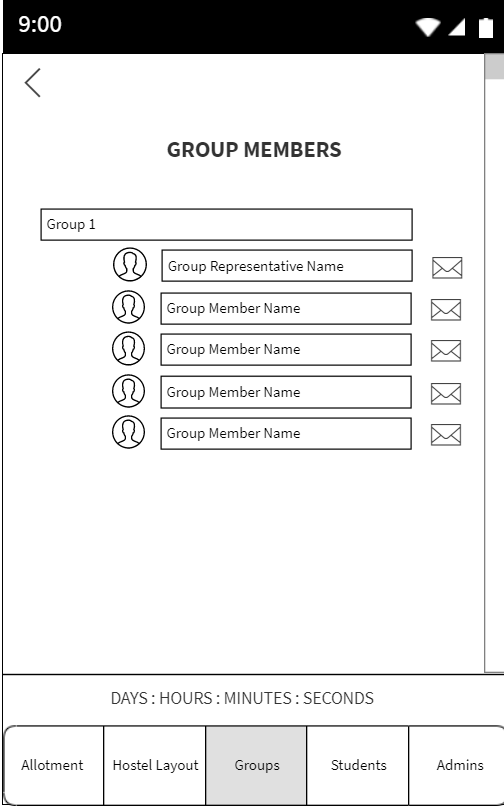 9:00
GROUP MEMBERS
Group 1
Group Representative Name
Group Member Name
Group Member Name
Group Member Name
Group Member Name
DAYS : HOURS : MINUTES : SECONDS
Allotment Hostel Layout Groups Students Admins